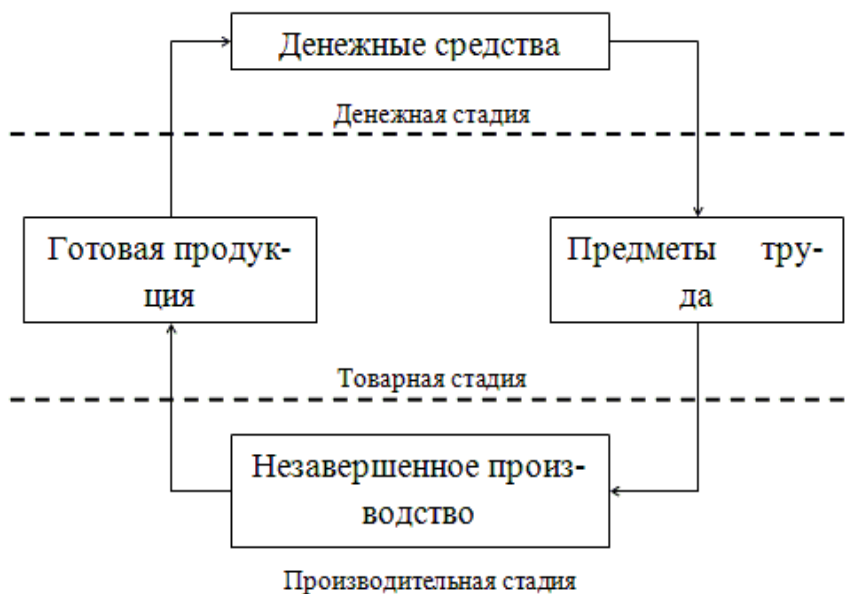 Денежные средства
Денежная стадия
Готовая продук-
ция
Предметы тру-
да
Товарная стадия
Незавершенное произ-
водство
Производительная стадия